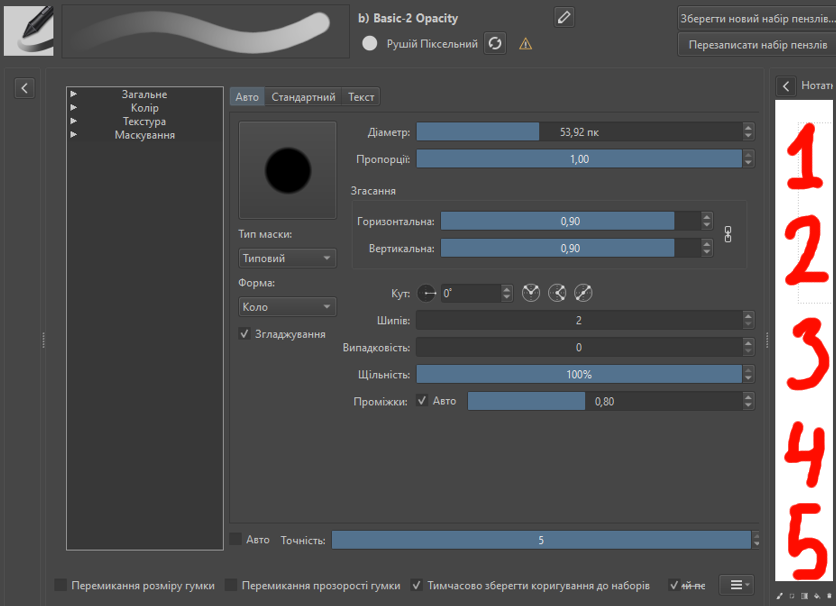 b) Basic-2 Opacity
Рушій Піксельний
Зберегти новий набір пензлів...
Перезаписати набір пензлів
Загальне
Колір
Текстура
Маскування
Авто Стандартний Текст
Діаметр: 53,92 пк
Пропорції: 1,00
Згасання
Горизонтальна: 0,90
Вертикальна: 0,90
Тип маски:
Типовий
Форма:
Коло
Згладжування
Кут: 0°
Шипів: 2
Випадковість: 0
Щільність: 100%
Проміжки: Авто 0,80
Авто Точність: 5
Перемикання розміру гумки Перемикання прозорості гумки Тимчасово зберегти коригування до наборів
1
2
3
4
5